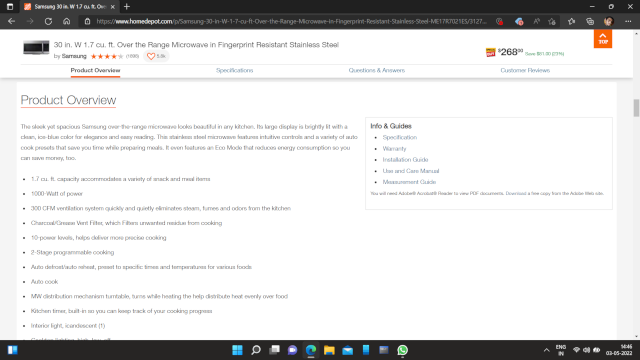 Samsung 30 in. W 1.7 cu. ft. Ov
https://www.homedepot.com/p/Samsung-30-in-W-1-7-cu-ft-Over-the-Range-Microwave-in-Fingerprint-Resistant-Stainless-Steel-ME17R7021ES/3127...
30 in. W 1.7 cu. ft. Over the Range Microwave in Fingerprint Resistant Stainless Steel
by Samsung
5.8k
$268.00
Save $81.00 (23%)
TOP
Product Overview Specifications Questions & Answers Customer Reviews
Product Overview
The sleek yet spacious Samsung over-the-range microwave looks beautiful in any kitchen. Its large display is brightly lit with a
clean, ice-blue color for elegance and easy reading. This stainless steel microwave features intuitive controls and a variety of auto
cook presets that save you time while preparing meals. It even features an Eco Mode that reduces energy consumption so you
can save money, too.
• 1.7 cu. ft. capacity accommodates a variety of snack and meal items
• 1000-Watt of power
• 300 CFM ventilation system quickly and quietly eliminates steam, fumes and odors from the kitchen
• Charcoal/Grease Vent Filter, which Filters unwanted residue from cooking
• 10-power levels, helps deliver more precise cooking
• 2-Stage programmable cooking
• Auto defrost/auto reheat, preset to specific times and temperatures for various foods
• Auto cook
• MW distribution mechanism turntable, turns while heating the help distribute heat evenly over food
• Kitchen timer, built-in so you can keep track of your cooking progress
• Interior light, icandescent (1)
Info & Guides
• Specification
• Warranty
• Installation Guide
• Use and Care Manual
• Measurement Guide
You will need Adobe® Acrobat® Reader to view PDF documents. Download a free copy from the Adobe Web site.
ENG
IN
14:46
03-05-2022